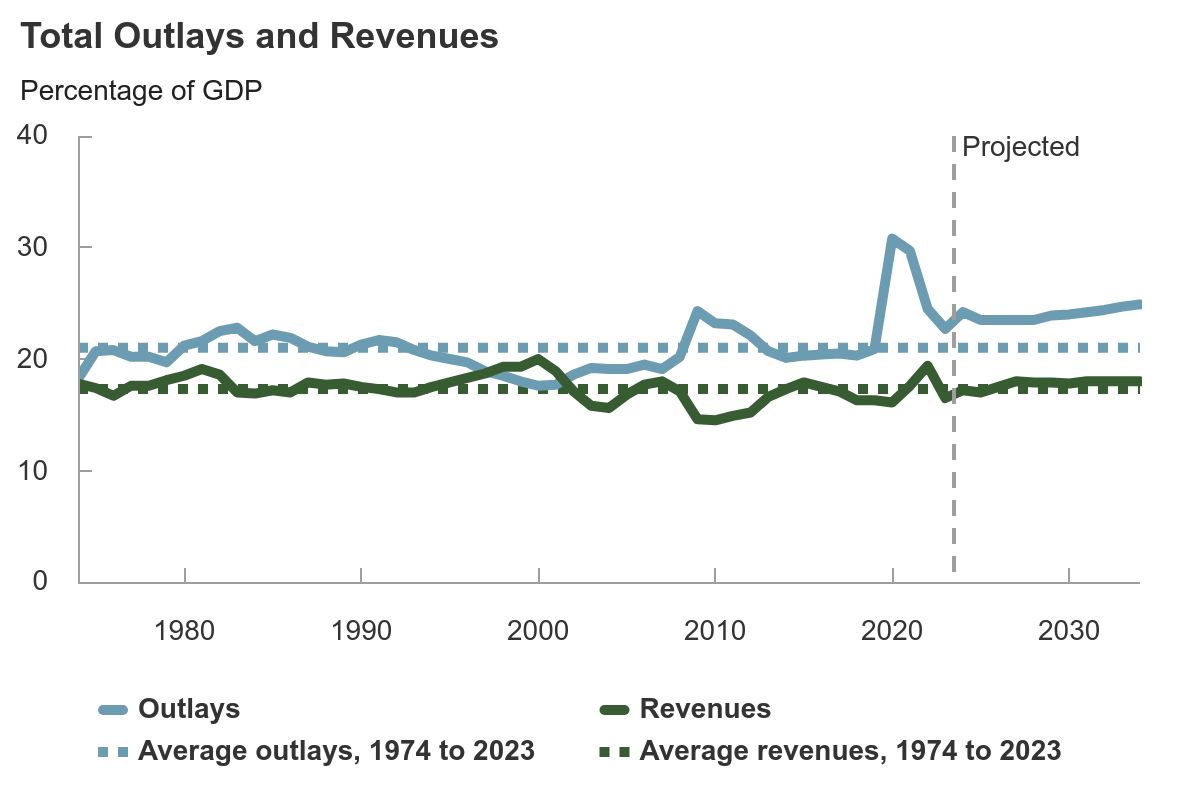 Total Outlays and Revenues
Percentage of GDP
40
Projected
30
20
10
0
1980 1990 2000 2010 2020 2030
Outlays Revenues
Average outlays, 1974 to 2023 Average revenues, 1974 to 2023